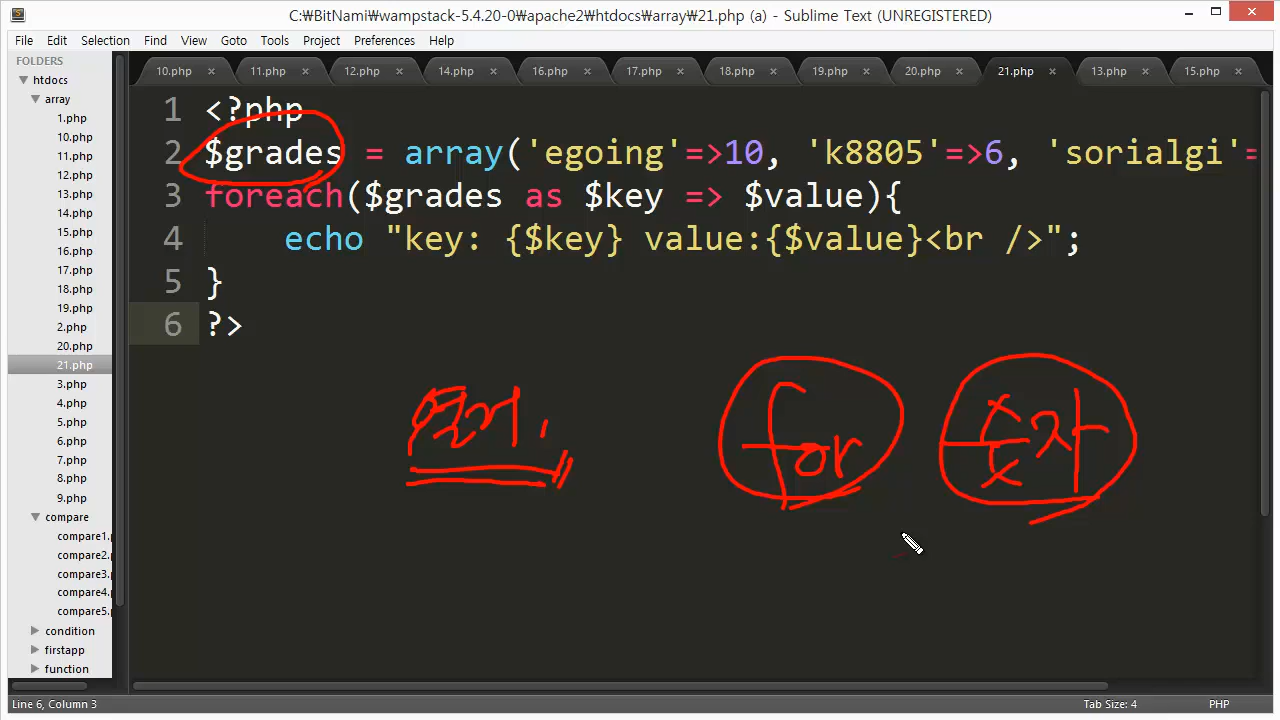 C:₩BitNami₩wampstack-5.4.20-0₩apache2₩htdocs₩array₩21.php (a) - Sublime Text (UNREGISTERED)
File Edit Selection Find View Goto Tools Project Preferences Help
FOLDERS
htdocs
array
1.php
10.php
11.php
12.php
13.php
14.php
15.php
16.php
17.php
18.php
19.php
2.php
20.php
21.php
3.php
4.php
5.php
6.php
7.php
8.php
9.php
compare
compare1.
compare2.
compare3.
compare4.
compare5.
condition
firstapp
function
10.php 11.php 12.php 14.php 16.php 17.php 18.php 19.php 20.php 21.php 13.php 15.php
1 <?php
2 $grades = array('egoing'=>10, 'k8805'=>6, 'sorialgi'=
3 foreach($grades as $key => $value){
4 echo "key: {$key} value:{$value}<br />";
5 }
6 ?>
for
Line 6, Column 3 Tab Size: 4 PHP